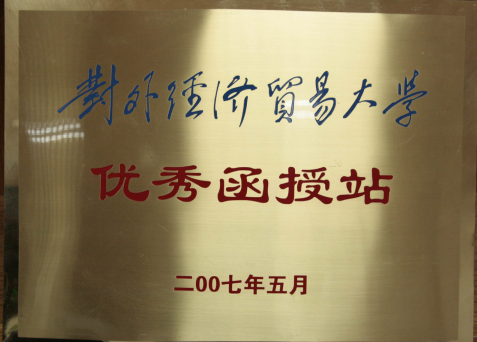 對外經济貿易大學
优秀函授站
二00七年五月